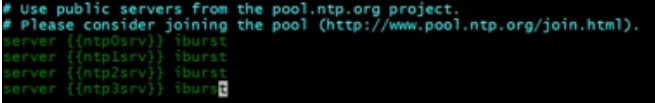 # Use public servers from the pool.ntp.org project.
# Please consider joining the pool (http://www.pool.ntp.org/join.html).
server {{ntp0srv}} iburst
server {{ntp1srv}} iburst
server {{ntp2srv}} iburst
server {{ntp3srv}} iburst